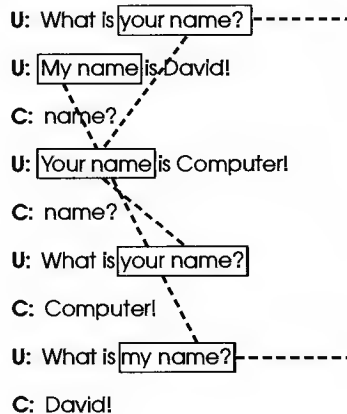 U: What is your name?
U: My name is David!
C: name?
U: Your name is Computer!
C: name?
U: What is your name?
C: Computer!
U: What is my name?
C: David!